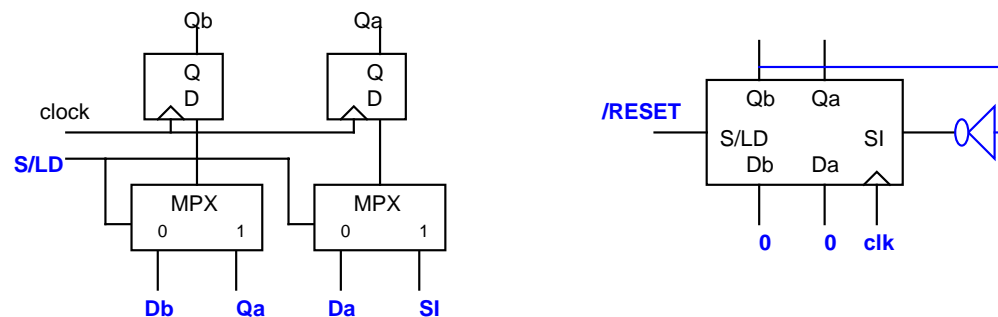 Qb Qa
Q Q
D D
clock
S/LD
MPX MPX
0 1 0 1
Db Qa Da SI
Qb Qa
/RESET
S/LD SI
Db Da
0 0 clk